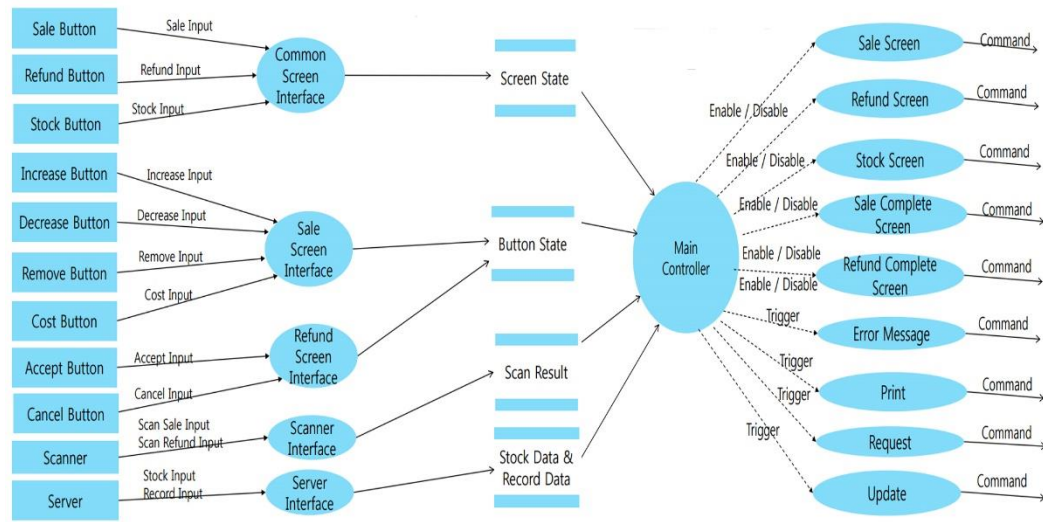 Sale Button
Refund Button
Stock Button
Increase Button
Decrease Button
Remove Button
Cost Button
Accept Button
Cancel Button
Scanner
Server
Sale Input
Refund Input
Stock Input
Increase Input
Decrease Input
Remove Input
Cost Input
Accept Input
Cancel Input
Scan Sale Input
Scan Refund Input
Stock Input
Record Input
Common
Screen
Interface
Sale
Screen
Interface
Refund
Screen
Interface
Scanner
Interface
Server
Interface
Screen State
Button State
Scan Result
Stock Data &
Record Data
Main
Controller
Enable / Disable
Enable / Disable
Enable / Disable
Enable / Disable
Enable / Disable
Trigger
Trigger
Trigger
Trigger
Sale Screen
Refund Screen
Stock Screen
Sale Complete
Screen
Refund Complete
Screen
Error Message
Print
Request
Update
Command
Command
Command
Command
Command
Command
Command
Command
Command